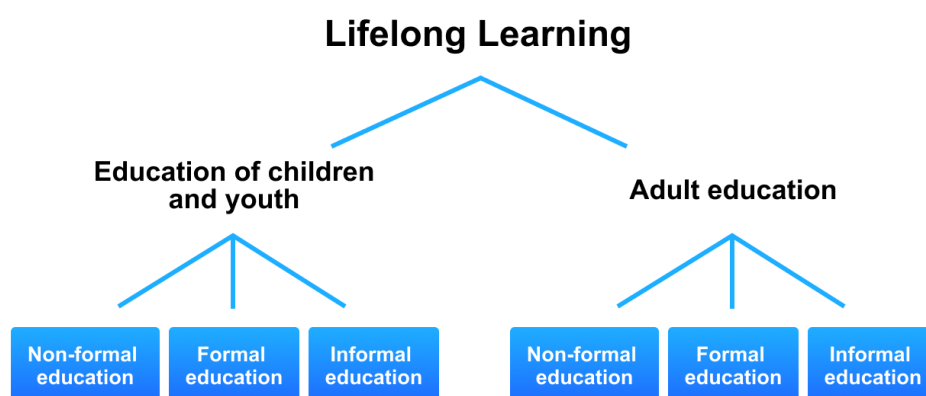 Lifelong Learning
Education of children
and youth
Adult education
Non-formal
education
Formal
education
Informal
education
Non-formal
education
Formal
education
Informal
education